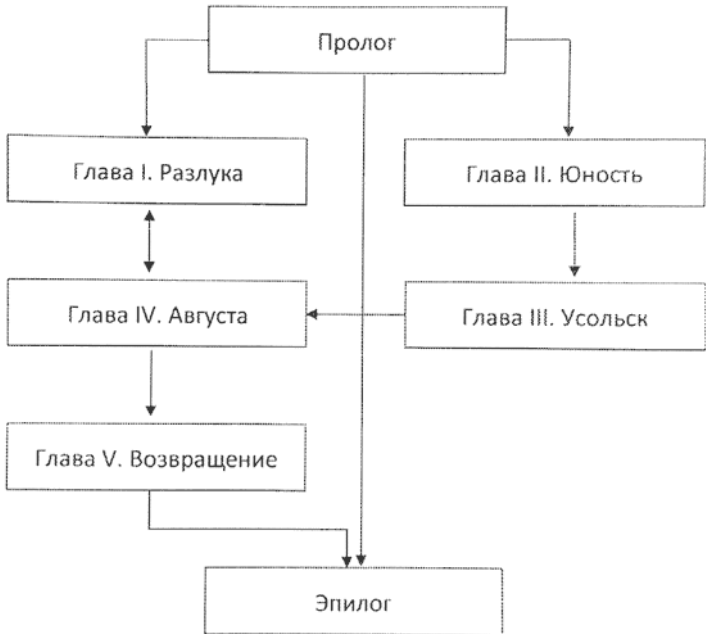 Пролог
Глава I. Разлука
Глава II. Юность
Глава IV. Августа
Глава III. Усольск
Глава V. Возвращение
Эпилог